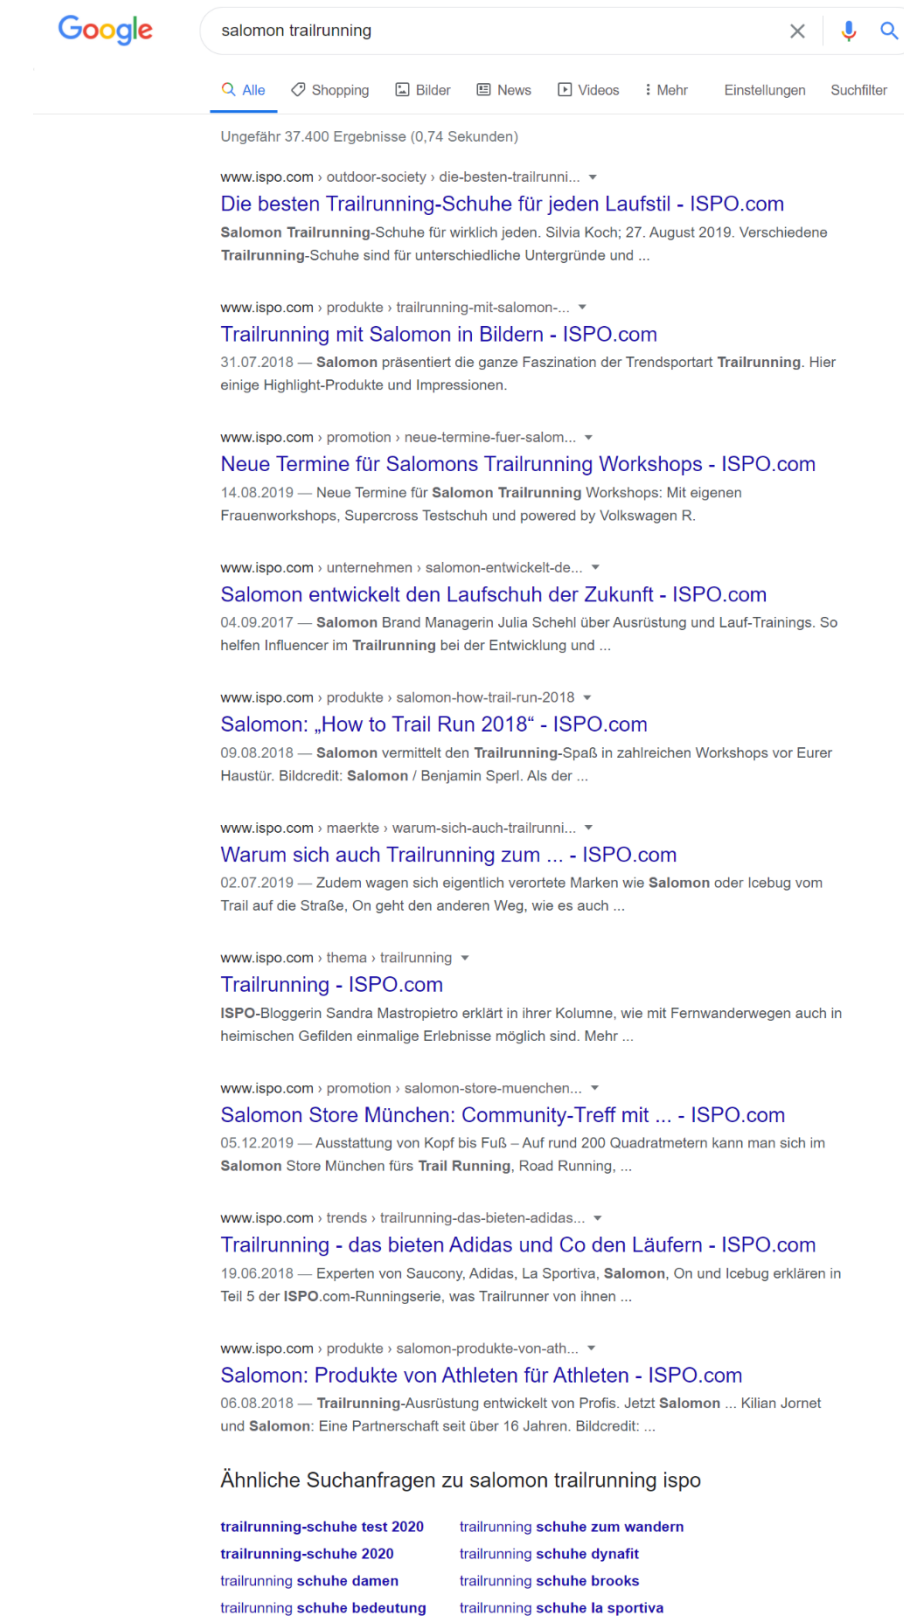 Google
salomon trailrunning
Alle Shopping Bilder News Videos Mehr Einstellungen Suchfilter
Ungefähr 37.400 Ergebnisse (0,74 Sekunden)
www.ispo.com › outdoor-society › die-besten-trailrunni...
Die besten Trailrunning-Schuhe für jeden Laufstil - ISPO.com
Salomon Trailrunning-Schuhe für wirklich jeden. Silvia Koch; 27. August 2019. Verschiedene
Trailrunning-Schuhe sind für unterschiedliche Untergründe und ...
www.ispo.com › produkte › trailrunning-mit-salomon-...
Trailrunning mit Salomon in Bildern - ISPO.com
31.07.2018 — Salomon präsentiert die ganze Faszination der Trendsportart Trailrunning. Hier
einige Highlight-Produkte und Impressionen.
www.ispo.com › promotion › neue-termine-fuer-salom...
Neue Termine für Salomons Trailrunning Workshops - ISPO.com
14.08.2019 — Neue Termine für Salomon Trailrunning Workshops: Mit eigenen
Frauenworkshops, Supercross Testschuh und powered by Volkswagen R.
www.ispo.com › unternehmen › salomon-entwickelt-de...
Salomon entwickelt den Laufschuh der Zukunft - ISPO.com
04.09.2017 — Salomon Brand Managerin Julia Schehl über Ausrüstung und Lauf-Trainings. So
helfen Influencer im Trailrunning bei der Entwicklung und ...
www.ispo.com › produkte › salomon-how-trail-run-2018
Salomon: „How to Trail Run 2018“ - ISPO.com
09.08.2018 — Salomon vermittelt den Trailrunning-Spaß in zahlreichen Workshops vor Eurer
Haustür. Bildcredit: Salomon / Benjamin Sperl. Als der ...
www.ispo.com › maerkte › warum-sich-auch-trailrunni...
Warum sich auch Trailrunning zum ... - ISPO.com
02.07.2019 — Zudem wagen sich eigentlich verortete Marken wie Salomon oder Icebug vom
Trail auf die Straße, On geht den anderen Weg, wie es auch ...
www.ispo.com › thema › trailrunning
Trailrunning - ISPO.com
ISPO-Bloggerin Sandra Mastropietro erklärt in ihrer Kolumne, wie mit Fernwanderwegen auch in
heimischen Gefilden einmalige Erlebnisse möglich sind. Mehr ...
www.ispo.com › promotion › salomon-store-muenchen...
Salomon Store München: Community-Treff mit ... - ISPO.com
05.12.2019 — Ausstattung von Kopf bis Fuß – Auf rund 200 Quadratmetern kann man sich im
Salomon Store München fürs Trail Running, Road Running, ...
www.ispo.com › trends › trailrunning-das-bieten-adidas...
Trailrunning - das bieten Adidas und Co den Läufern - ISPO.com
19.06.2018 — Experten von Saucony, Adidas, La Sportiva, Salomon, On und Icebug erklären in
Teil 5 der ISPO.com-Runningserie, was Trailrunner von ihnen ...
www.ispo.com › produkte › salomon-produkte-von-ath...
Salomon: Produkte von Athleten für Athleten - ISPO.com
06.08.2018 — Trailrunning-Ausrüstung entwickelt von Profis. Jetzt Salomon ... Kilian Jornet
und Salomon: Eine Partnerschaft seit über 16 Jahren. Bildcredit: ...
Ähnliche Suchanfragen zu salomon trailrunning ispo
trailrunning-schuhe test 2020 trailrunning schuhe zum wandern
trailrunning-schuhe 2020 trailrunning schuhe dynafit
trailrunning schuhe damen trailrunning schuhe brooks
trailrunning schuhe bedeutung trailrunning schuhe la sportiva